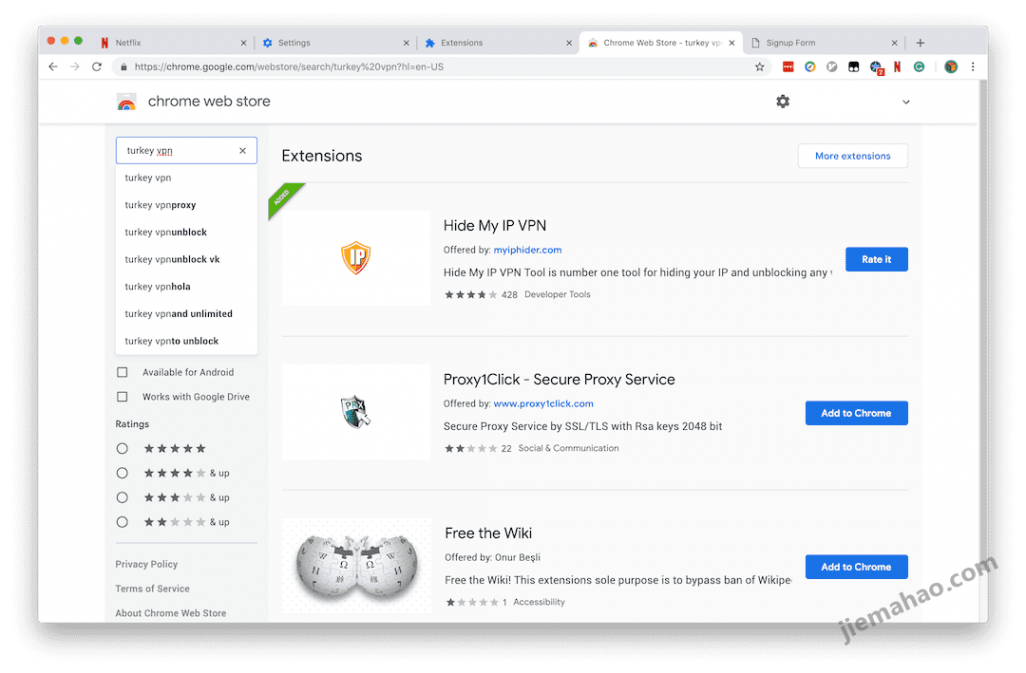 Netflix
Settings
Extensions
Chrome Web Store - turkey vp
Signup Form
https://chrome.google.com/webstore/search/turkey%20vpn?hl=en-US
chrome web store
turkey vpn
turkey vpn
turkey vpnproxy
turkey vpnunblock
turkey vpnunblock vk
turkey vpnhola
turkey vpnand unlimited
turkey vpnto unblock
Available for Android
Works with Google Drive
Ratings
& up
& up
& up
Privacy Policy
Terms of Service
About Chrome Web Store
Extensions
More extensions
ADDED
IP
Hide My IP VPN
Offered by: myiphider.com
Hide My IP VPN Tool is number one tool for hiding your IP and unblocking any
428 Developer Tools
Rate it
Proxy1Click - Secure Proxy Service
Offered by: www.proxy1click.com
Secure Proxy Service by SSL/TLS with Rsa keys 2048 bit
22 Social & Communication
Add to Chrome
Free the Wiki
Offered by: Onur Beşli
Free the Wiki! This extensions sole purpose is to bypass ban of Wikipe
1 Accessibility
Add to Chrome
jiemahao.com